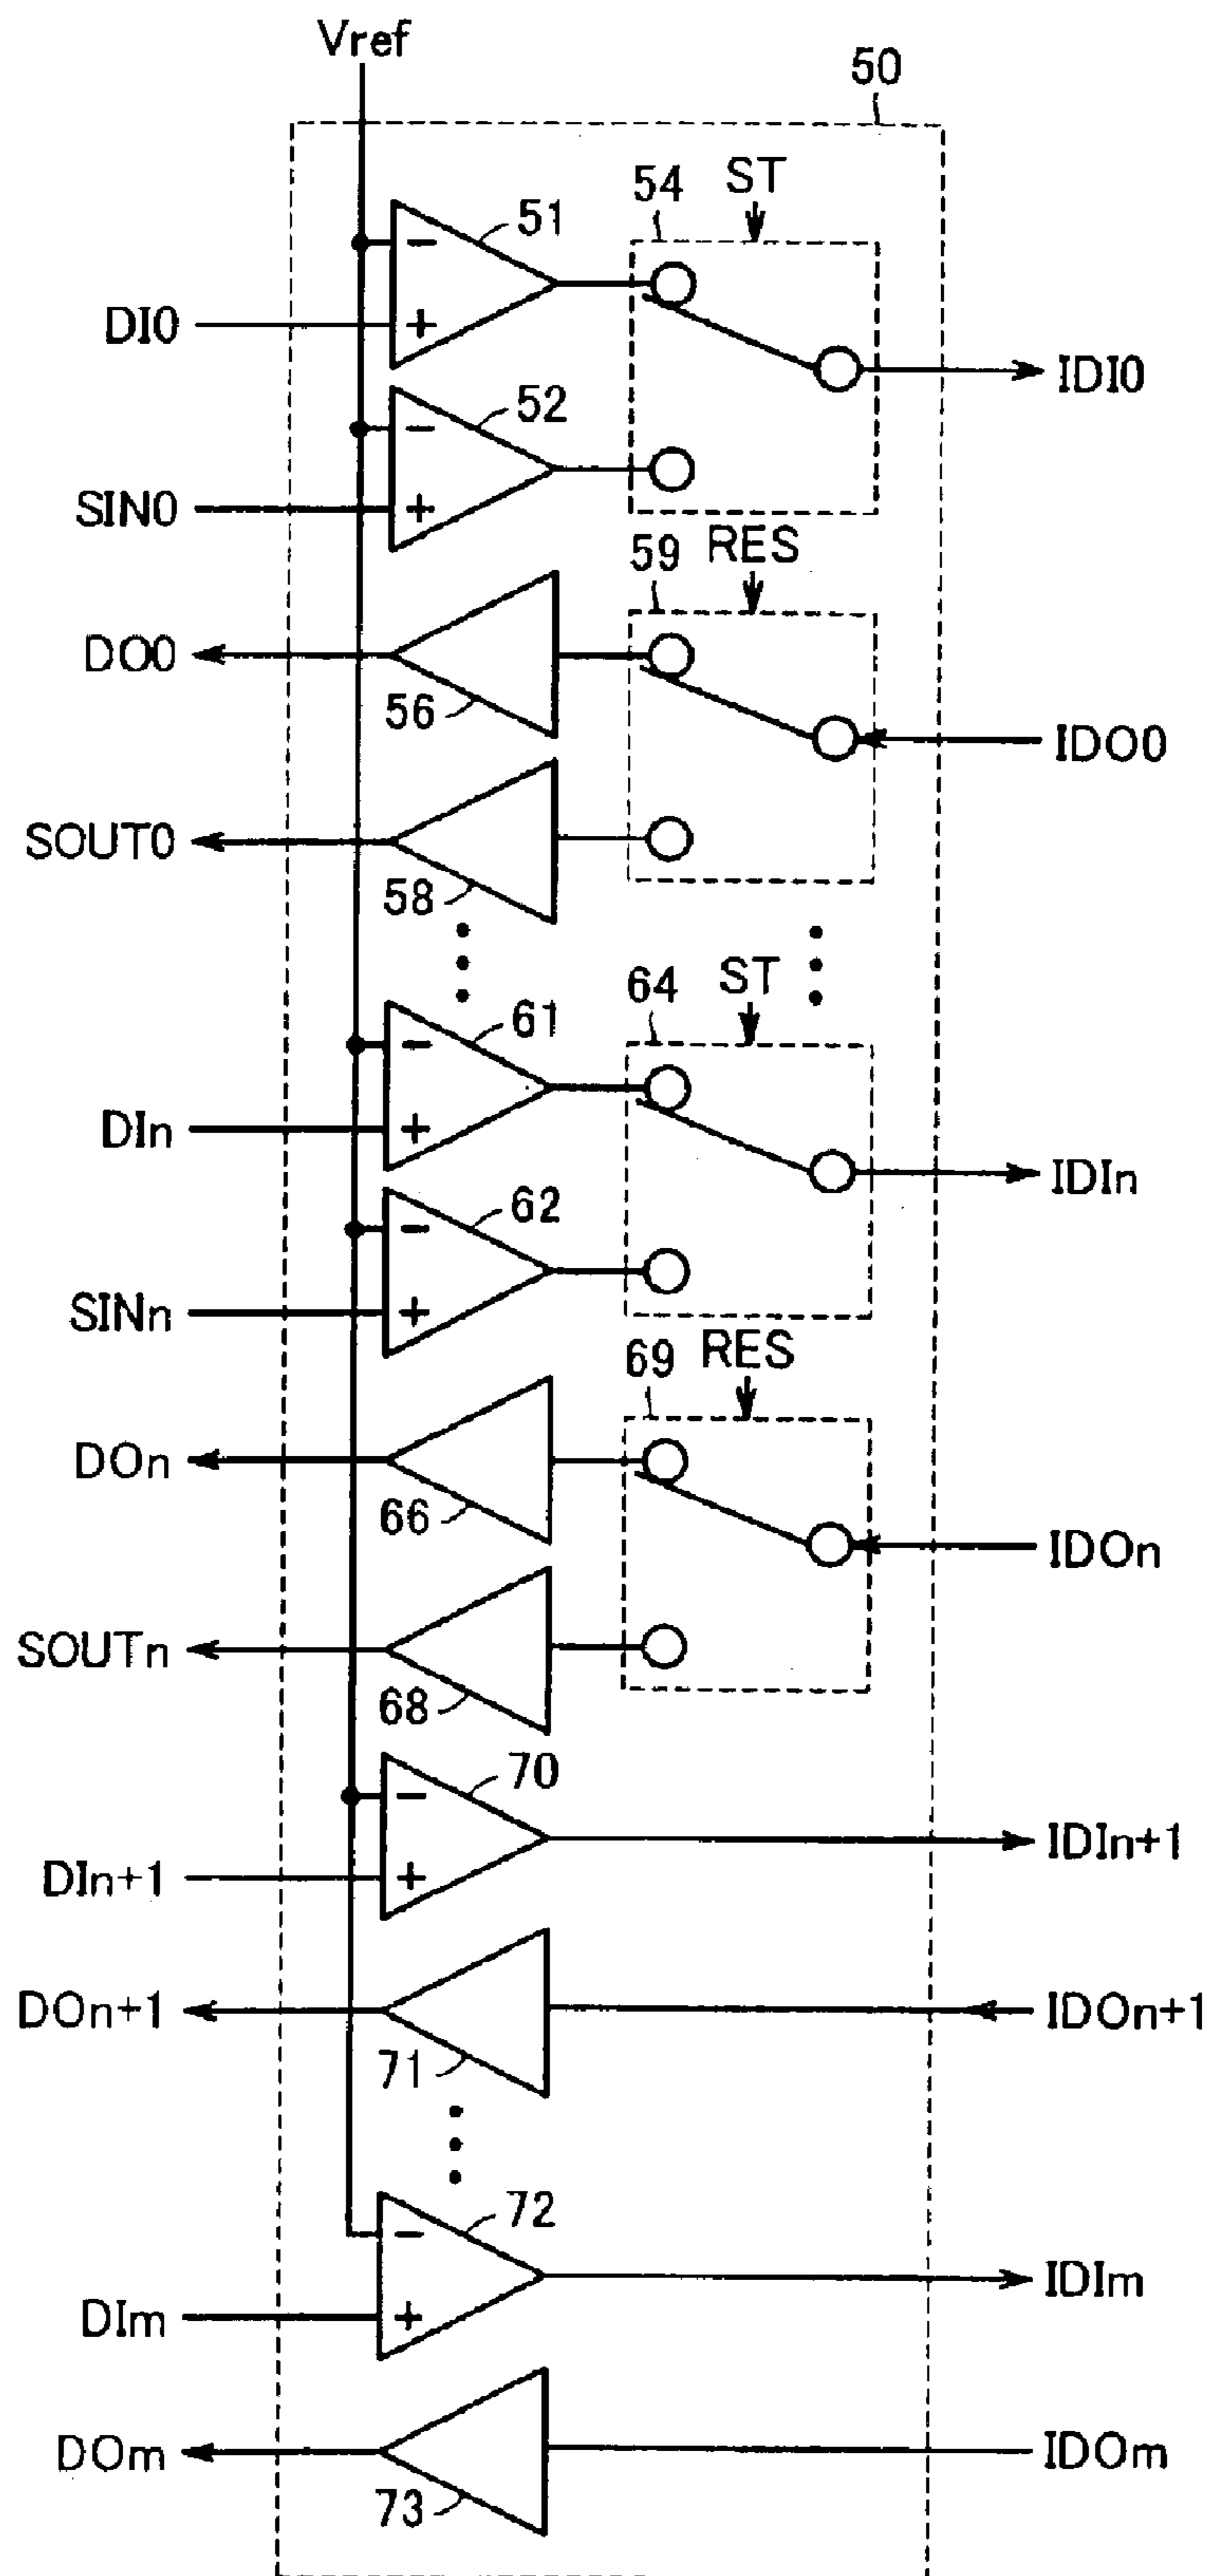 Vref
50
54 ST
51
DI0
IDI0
52
SIN0
59 RES
DO0
56
IDO0
SOUT0
58
64 ST
61
DIn
IDIn
62
SINn
69 RES
DOn
66
IDOn
SOUTn
68
70
IDIn+1
DIn+1
DOn+1
IDOn+1
71
72
IDIm
DIm
DOm
IDOm
73